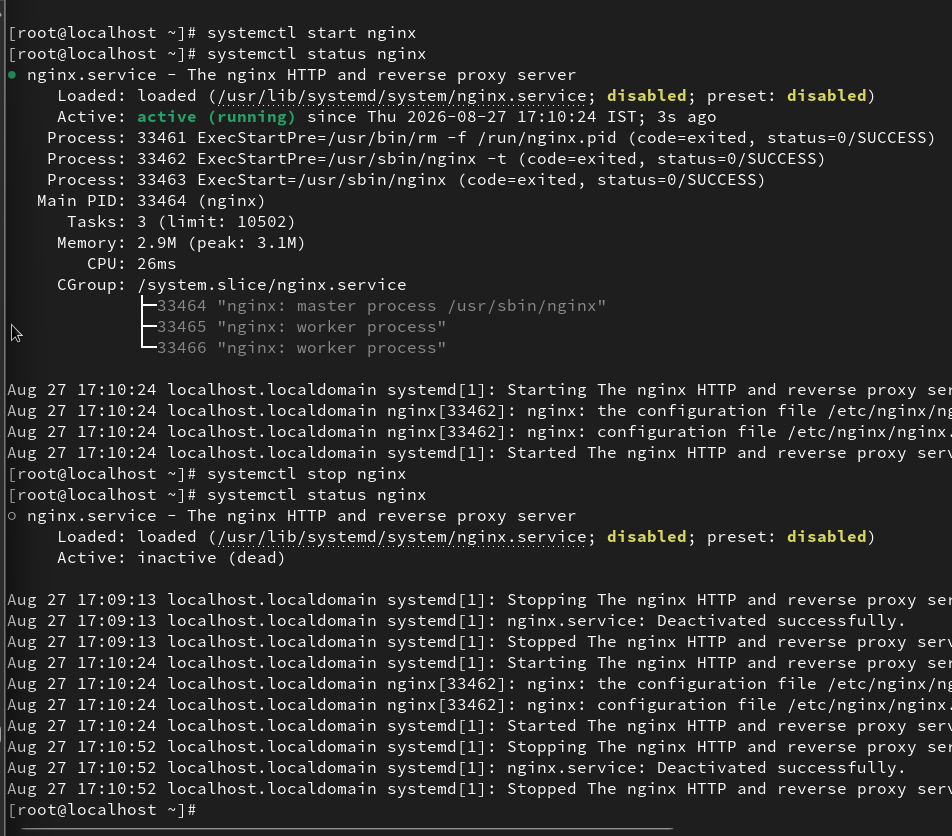 [root@localhost ~]# systemctl start nginx
[root@localhost ~]# systemctl status nginx
● nginx.service - The nginx HTTP and reverse proxy server
     Loaded: loaded (/usr/lib/systemd/system/nginx.service; disabled; preset: disabled)
     Active: active (running) since Thu 2026-08-27 17:10:24 IST; 3s ago
    Process: 33461 ExecStartPre=/usr/bin/rm -f /run/nginx.pid (code=exited, status=0/SUCCESS)
    Process: 33462 ExecStartPre=/usr/sbin/nginx -t (code=exited, status=0/SUCCESS)
    Process: 33463 ExecStart=/usr/sbin/nginx (code=exited, status=0/SUCCESS)
   Main PID: 33464 (nginx)
      Tasks: 3 (limit: 10502)
     Memory: 2.9M (peak: 3.1M)
        CPU: 26ms
     CGroup: /system.slice/nginx.service
             ├─33464 "nginx: master process /usr/sbin/nginx"
             ├─33465 "nginx: worker process"
             └─33466 "nginx: worker process"
Aug 27 17:10:24 localhost.localdomain systemd[1]: Starting The nginx HTTP and reverse proxy ser
Aug 27 17:10:24 localhost.localdomain nginx[33462]: nginx: the configuration file /etc/nginx/ng
Aug 27 17:10:24 localhost.localdomain nginx[33462]: nginx: configuration file /etc/nginx/nginx.
Aug 27 17:10:24 localhost.localdomain systemd[1]: Started The nginx HTTP and reverse proxy serv
[root@localhost ~]# systemctl stop nginx
[root@localhost ~]# systemctl status nginx
○ nginx.service - The nginx HTTP and reverse proxy server
     Loaded: loaded (/usr/lib/systemd/system/nginx.service; disabled; preset: disabled)
     Active: inactive (dead)
Aug 27 17:09:13 localhost.localdomain systemd[1]: Stopping The nginx HTTP and reverse proxy ser
Aug 27 17:09:13 localhost.localdomain systemd[1]: nginx.service: Deactivated successfully.
Aug 27 17:09:13 localhost.localdomain systemd[1]: Stopped The nginx HTTP and reverse proxy serv
Aug 27 17:10:24 localhost.localdomain systemd[1]: Starting The nginx HTTP and reverse proxy ser
Aug 27 17:10:24 localhost.localdomain nginx[33462]: nginx: the configuration file /etc/nginx/ng
Aug 27 17:10:24 localhost.localdomain nginx[33462]: nginx: configuration file /etc/nginx/nginx.
Aug 27 17:10:24 localhost.localdomain systemd[1]: Started The nginx HTTP and reverse proxy serv
Aug 27 17:10:52 localhost.localdomain systemd[1]: Stopping The nginx HTTP and reverse proxy ser
Aug 27 17:10:52 localhost.localdomain systemd[1]: nginx.service: Deactivated successfully.
Aug 27 17:10:52 localhost.localdomain systemd[1]: Stopped The nginx HTTP and reverse proxy serv
[root@localhost ~]#